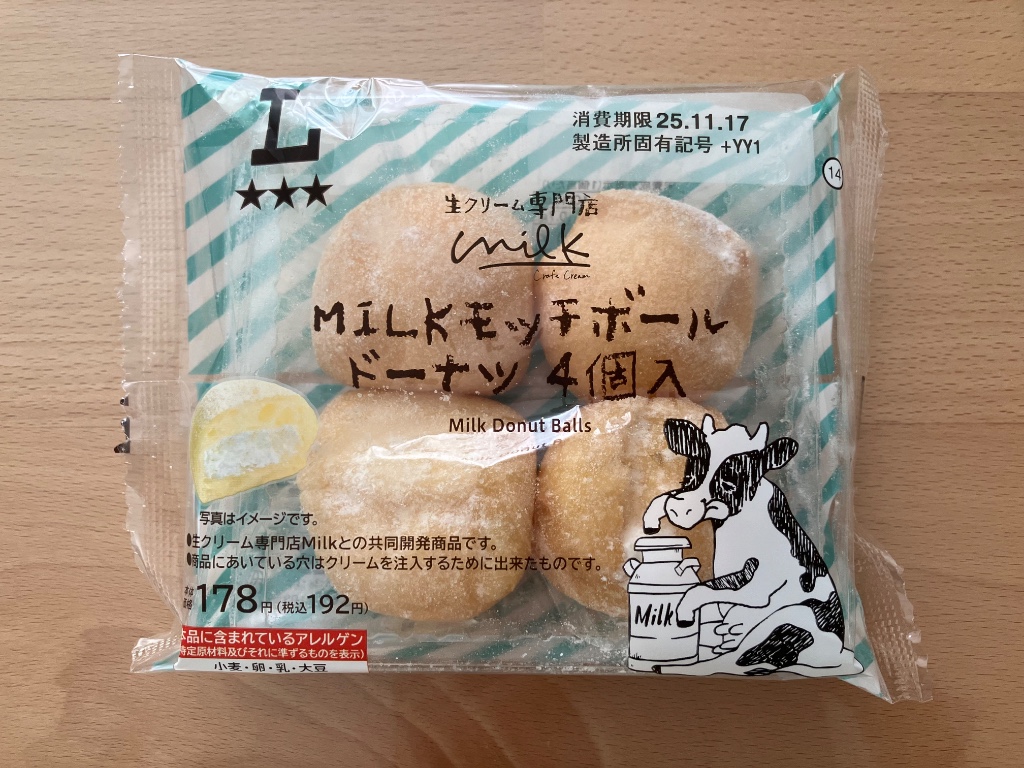 L
★★★
消費期限 25.11.17
製造所固有記号 +YY1
14
生クリーム専門店
milk
Craft Cream
MILKモッチボール
ドーナツ 4個入
Milk Donut Balls
写真はイメージです。
●生クリーム専門店Milkとの共同開発商品です。
●商品にあいている穴はクリームを注入するために出来たものです。
本体価格 178円(税込192円)
本品に含まれているアレルゲン
(特定原材料及びそれに準ずるものを表示)
小麦・卵・乳・大豆
Milk